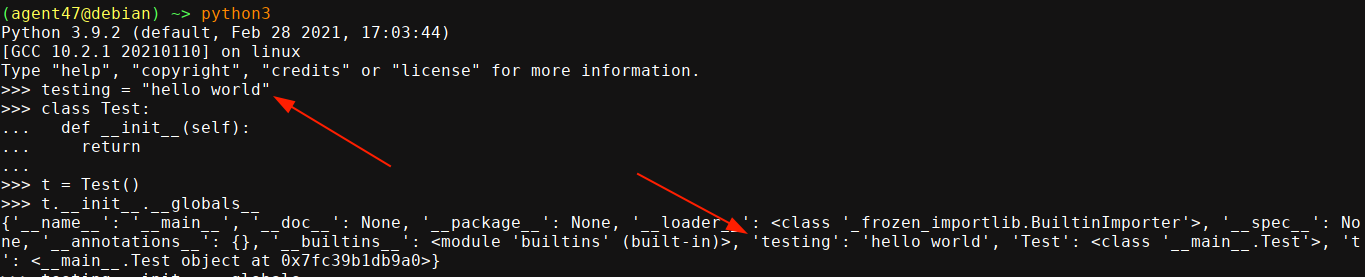 (agent47@debian) ~> python3
Python 3.9.2 (default, Feb 28 2021, 17:03:44)
[GCC 10.2.1 20210110] on linux
Type "help", "copyright", "credits" or "license" for more information.
>>> testing = "hello world"
>>> class Test:
...   def __init__(self):
...     return
...
>>> t = Test()
>>> t.__init__.__globals__
{'__name__': '__main__', '__doc__': None, '__package__': None, '__loader__': <class '_frozen_importlib.BuiltinImporter'>, '__spec__': No
ne, '__annotations__': {}, '__builtins__': <module 'builtins' (built-in)>, 'testing': 'hello world', 'Test': <class '__main__.Test'>, 't
': <__main__.Test object at 0x7fc39b1db9a0>}